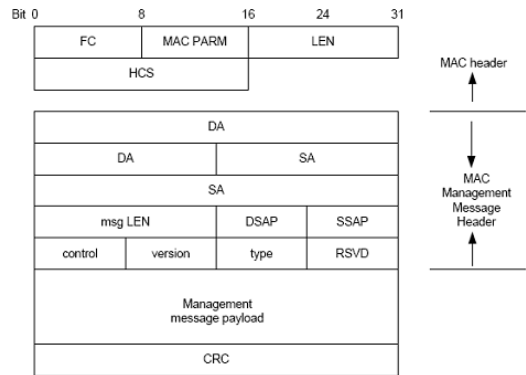 Bit 0 8 16 24 31
FC MAC PARM LEN
HCS
MAC header
DA
DA SA
SA
MAC
Management
Message
Header
msg LEN DSAP SSAP
control version type RSVD
Management
message payload
CRC